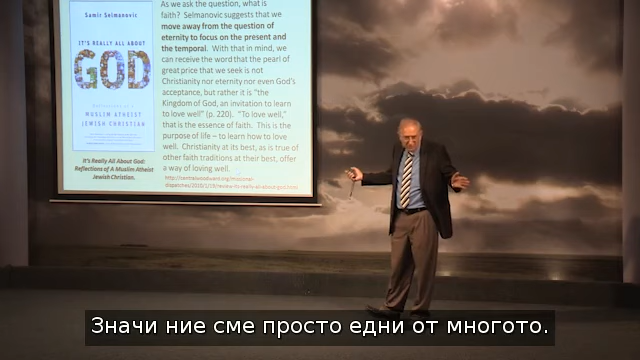 Samir Selmanovic
IT'S REALLY ALL ABOUT
GOD
MUSLIM ATHEIST
JEWISH CHRISTIAN
It's Really All About God:
Reflections of A Muslim Atheist
Jewish Christian.
As we ask the question, what is
faith? Selmanovic suggests that we
move away from the question of
eternity to focus on the present and
the temporal. With that in mind, we
can receive the word that the pearl of
great price that we seek is not
Christianity nor eternity nor even God's
acceptance, but rather it is "the
Kingdom of God, an invitation to learn
to love well" (p. 220). "To love well,"
that is the essence of faith. This is the
purpose of life – to learn how to love
well. Christianity at its best, as is true of
other faith traditions at their best, offer
a way of loving well.
Значи ние сме просто едни от многото.